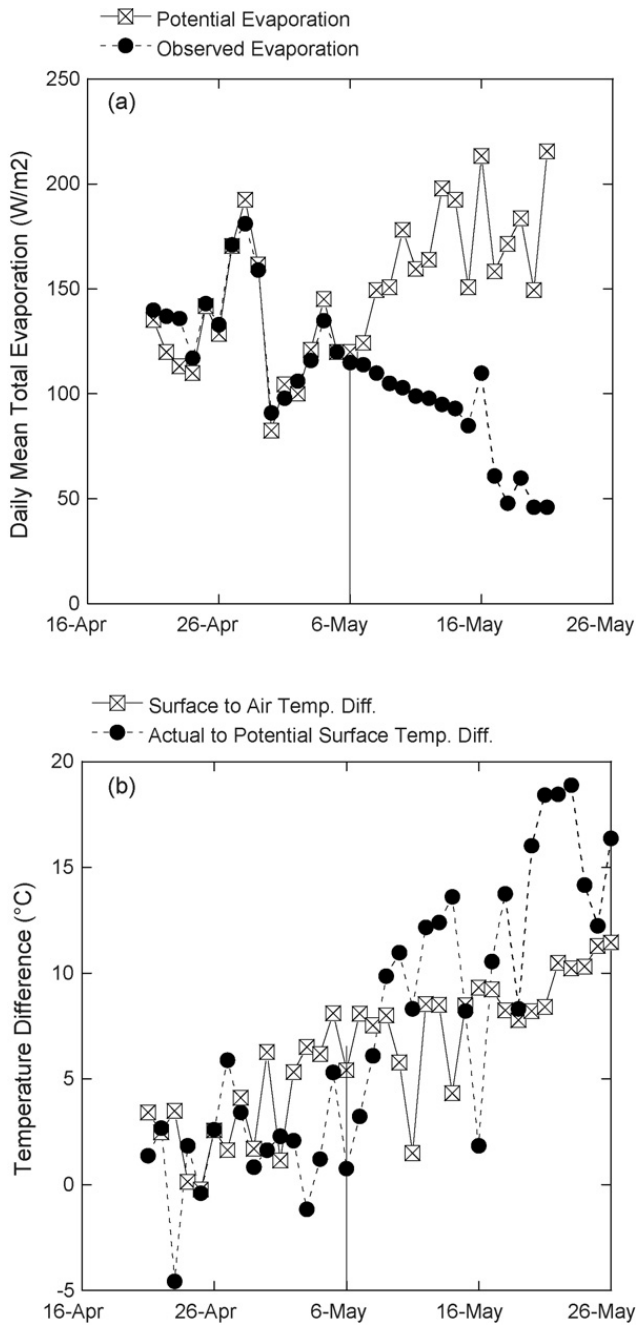 Potential Evaporation
Observed Evaporation
(a)
Daily Mean Total Evaporation (W/m2)
250
200
150
100
50
0
16-Apr 26-Apr 6-May 16-May 26-May
Surface to Air Temp. Diff.
Actual to Potential Surface Temp. Diff.
(b)
Temperature Difference (°C)
20
15
10
5
0
-5
16-Apr 26-Apr 6-May 16-May 26-May